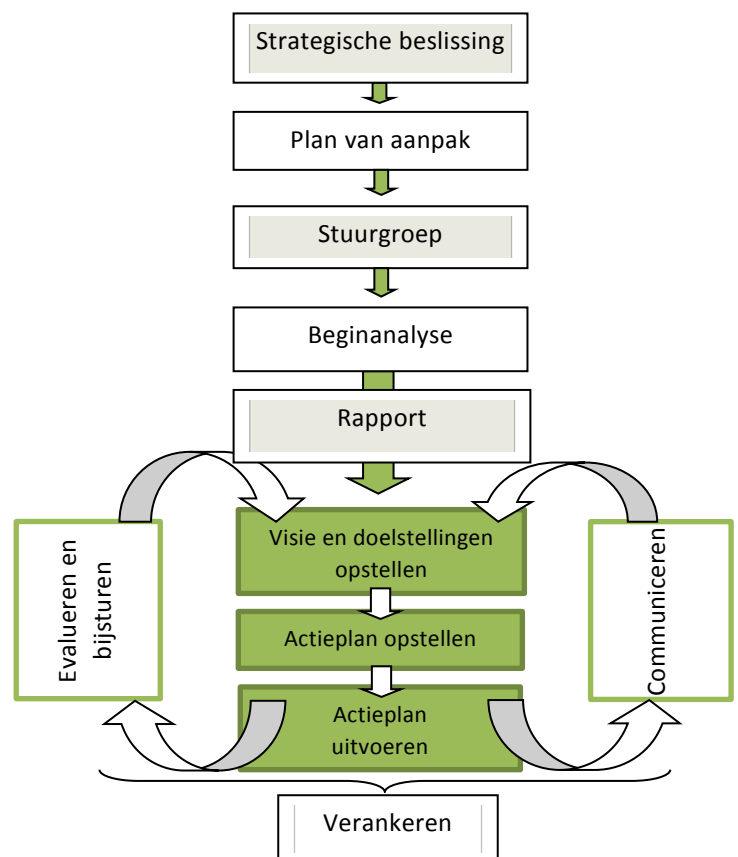 Strategische beslissing
Plan van aanpak
Stuurgroep
Beginanalyse
Rapport
Visie en doelstellingen
opstellen
Evalueren en
bijsturen
Communiceren
Actieplan opstellen
Actieplan
uitvoeren
Verankeren